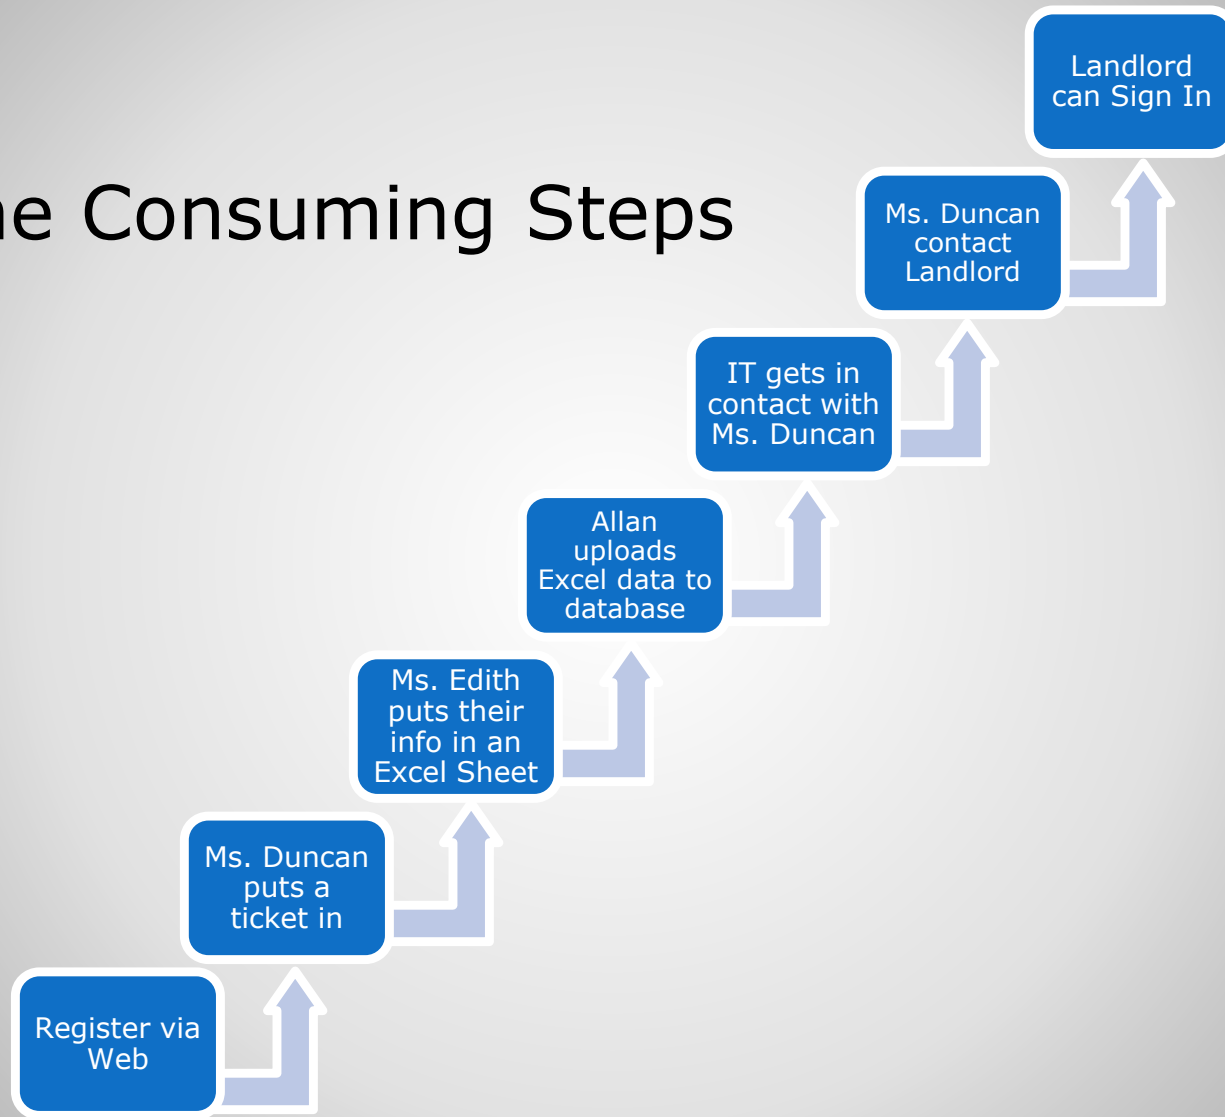 Landlord
can Sign In
ne Consuming Steps
Ms. Duncan
contact
Landlord
IT gets in
contact with
Ms. Duncan
Allan
uploads
Excel data to
database
Ms. Edith
puts their
info in an
Excel Sheet
Ms. Duncan
puts a
ticket in
Register via
Web